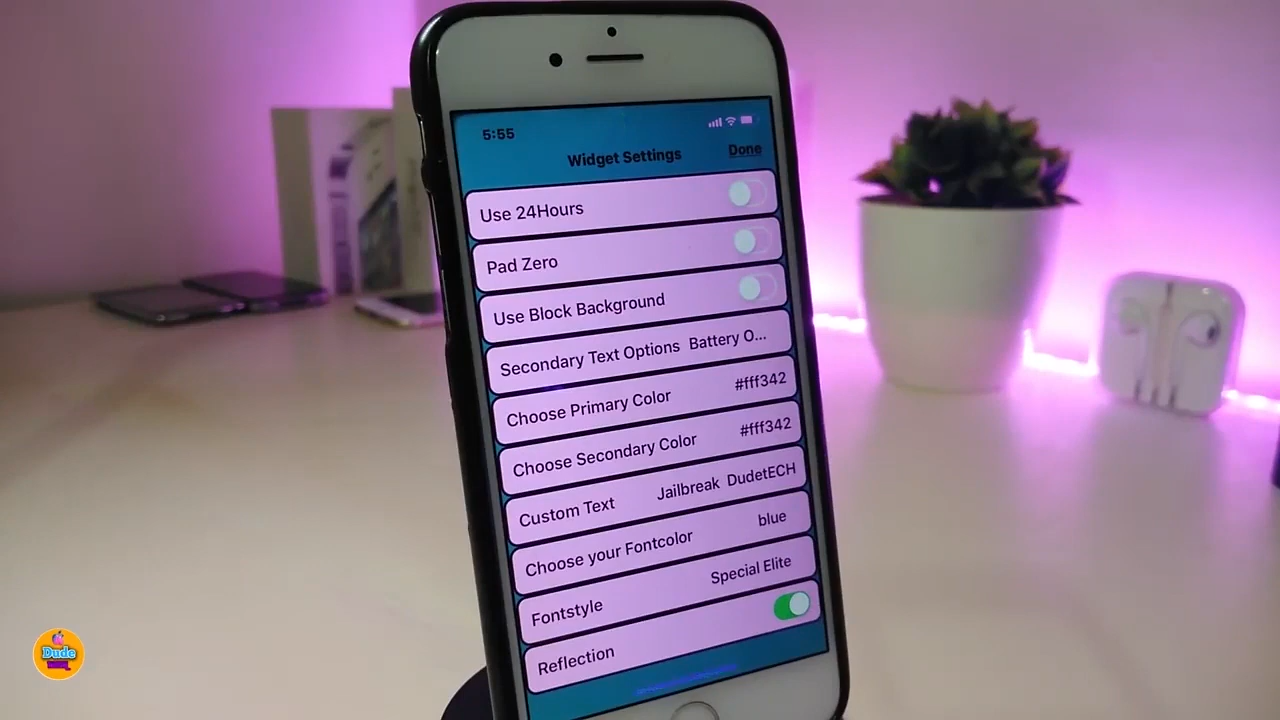 5:55
Widget Settings Done
Use 24Hours
Pad Zero
Use Block Background
Secondary Text Options Battery O...
Choose Primary Color #fff342
Choose Secondary Color #fff342
Custom Text Jailbreak DudetECH
Choose your Fontcolor blue
Fontstyle Special Elite
Reflection
Dude